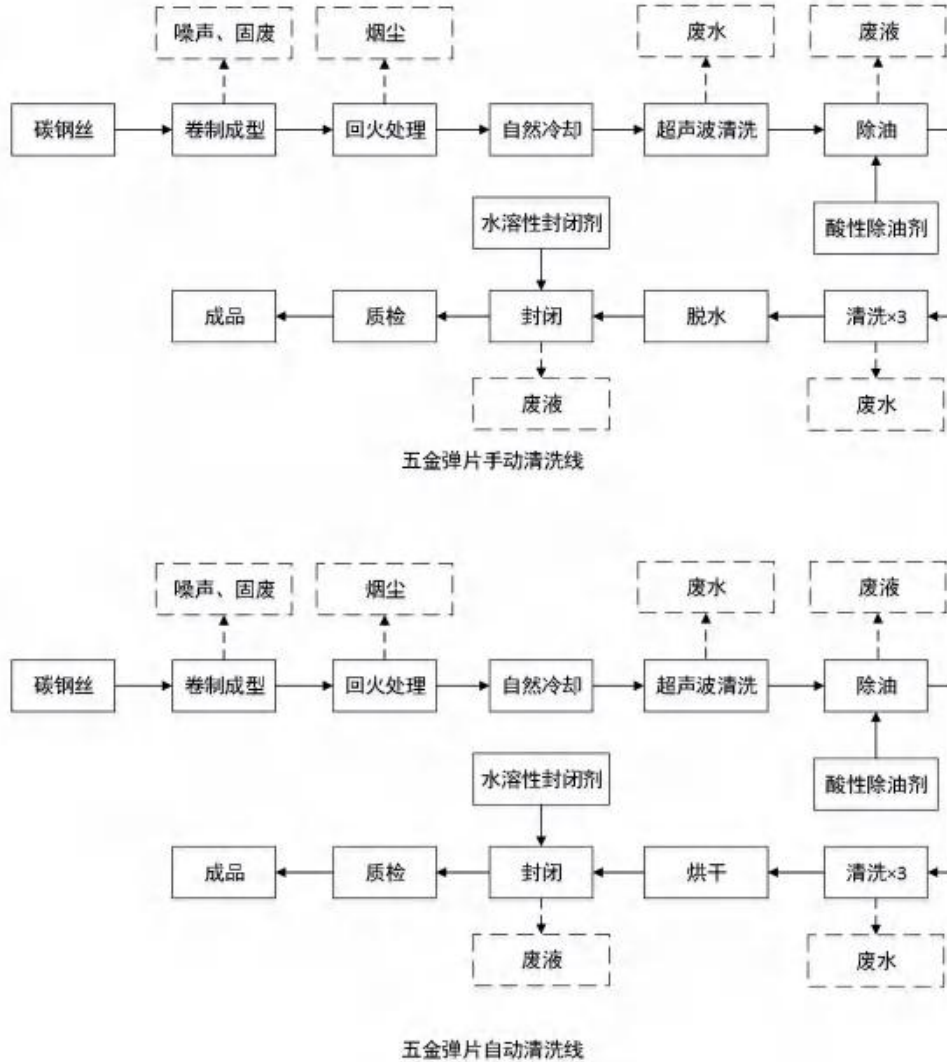 噪声、固废 烟尘 废水 废液
碳钢丝 卷制成型 回火处理 自然冷却 超声波清洗 除油
水溶性封闭剂 酸性除油剂
成品 质检 封闭 脱水 清洗×3
废液 废水
五金弹片手动清洗线
噪声、固废 烟尘 废水 废液
碳钢丝 卷制成型 回火处理 自然冷却 超声波清洗 除油
水溶性封闭剂 酸性除油剂
成品 质检 封闭 烘干 清洗×3
废液 废水
五金弹片自动清洗线